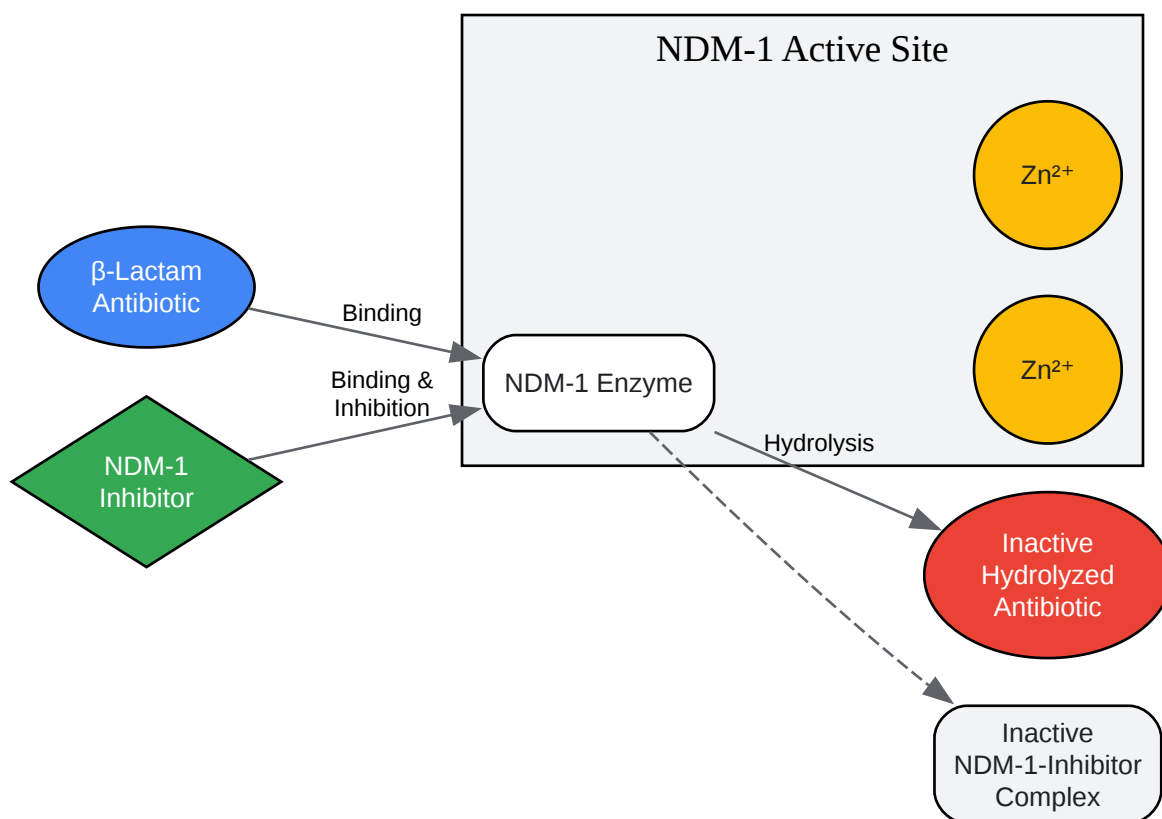 NDM-1 Active Site
Zn²⁺
β-Lactam
Antibiotic
Binding
Zn²⁺
NDM-1 Enzyme
Binding &
Inhibition
Hydrolysis
NDM-1
Inhibitor
Inactive
Hydrolyzed
Antibiotic
Inactive
NDM-1-Inhibitor
Complex